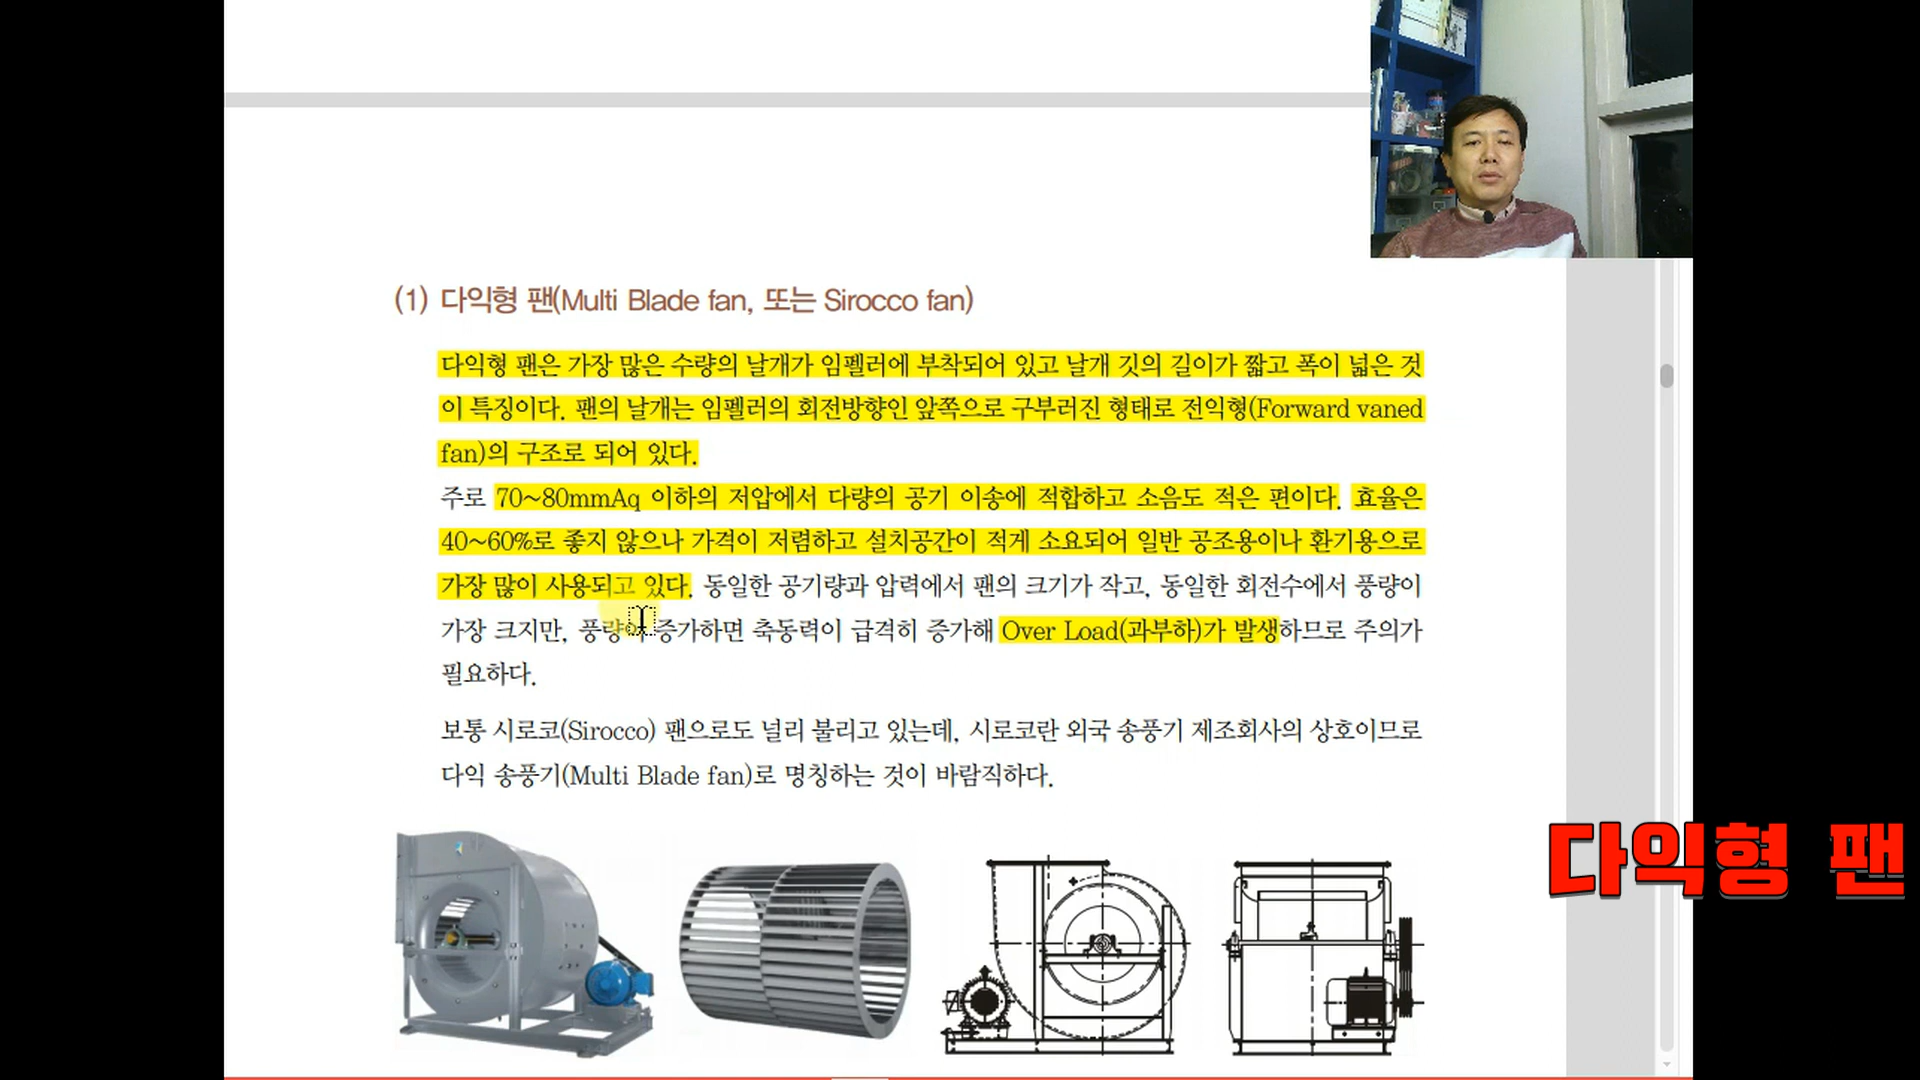 (1) 다익형 팬(Multi Blade fan, 또는 Sirocco fan)
다익형 팬은 가장 많은 수량의 날개가 임펠러에 부착되어 있고 날개 깃의 길이가 짧고 폭이 넓은 것
이 특징이다. 팬의 날개는 임펠러의 회전방향인 앞쪽으로 구부러진 형태로 전익형(Forward vaned
fan)의 구조로 되어 있다.
주로 70~80mmAq 이하의 저압에서 다량의 공기 이송에 적합하고 소음도 적은 편이다. 효율은
40~60%로 좋지 않으나 가격이 저렴하고 설치공간이 적게 소요되어 일반 공조용이나 환기용으로
가장 많이 사용되고 있다. 동일한 공기량과 압력에서 팬의 크기가 작고, 동일한 회전수에서 풍량이
가장 크지만, 풍량이 증가하면 축동력이 급격히 증가해 Over Load(과부하)가 발생하므로 주의가
필요하다.
보통 시로코(Sirocco) 팬으로도 널리 불리고 있는데, 시로코란 외국 송풍기 제조회사의 상호이므로
다익 송풍기(Multi Blade fan)로 명칭하는 것이 바람직하다.
다익형 팬